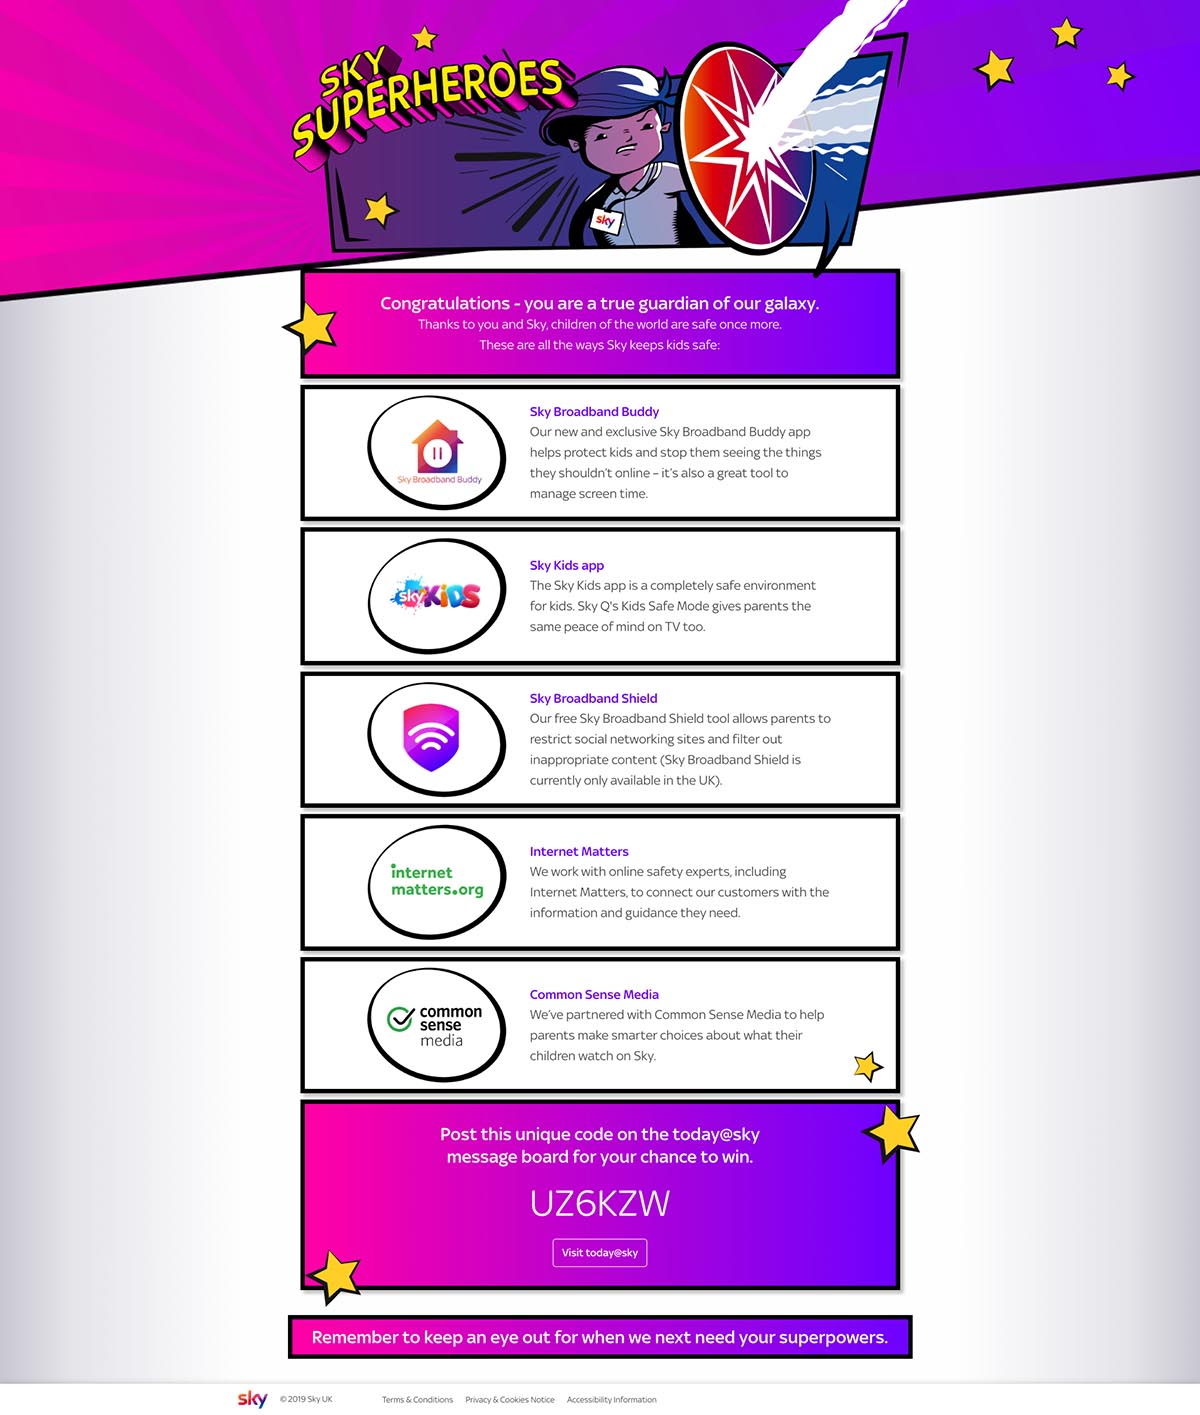 SKY
SUPERHEROES
sky
Congratulations - you are a true guardian of our galaxy.
Thanks to you and Sky, children of the world are safe once more.
These are all the ways Sky keeps kids safe:
Sky Broadband Buddy
Sky Broadband Buddy
Our new and exclusive Sky Broadband Buddy app
helps protect kids and stop them seeing the things
they shouldn't online – it's also a great tool to
manage screen time.
sky KiDS
Sky Kids app
The Sky Kids app is a completely safe environment
for kids. Sky Q's Kids Safe Mode gives parents the
same peace of mind on TV too.
Sky Broadband Shield
Our free Sky Broadband Shield tool allows parents to
restrict social networking sites and filter out
inappropriate content (Sky Broadband Shield is
currently only available in the UK).
internet
matters.org
Internet Matters
We work with online safety experts, including
Internet Matters, to connect our customers with the
information and guidance they need.
common
sense
media
Common Sense Media
We've partnered with Common Sense Media to help
parents make smarter choices about what their
children watch on Sky.
Post this unique code on the today@sky
message board for your chance to win.
UZ6KZW
Visit today@sky
Remember to keep an eye out for when we next need your superpowers.
sky © 2019 Sky UK Terms & Conditions Privacy & Cookies Notice Accessibility Information